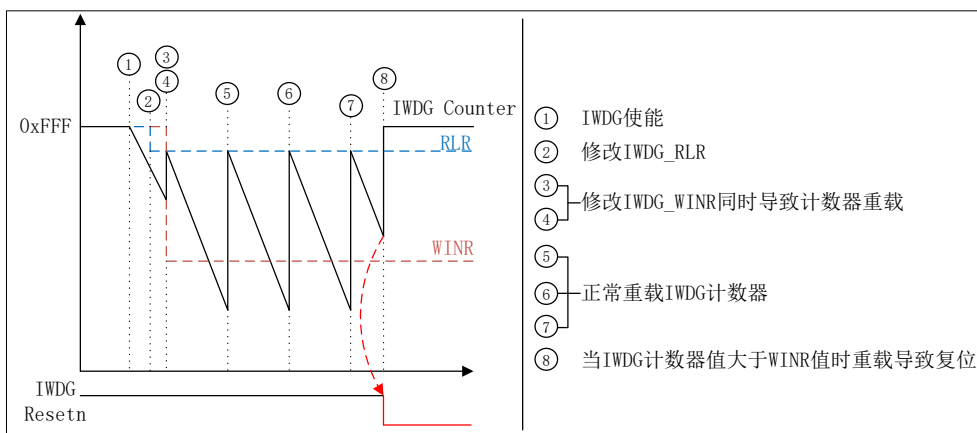 ③
①
④
⑧
②
⑤
⑥
⑦
IWDG Counter
0xFFF
RLR
WINR
IWDG
Resetn
① IWDG使能
② 修改IWDG_RLR
③
④
修改IWDG_WINR同时导致计数器重载
⑤
⑥ 正常重载IWDG计数器
⑦
⑧ 当IWDG计数器值大于WINR值时重载导致复位